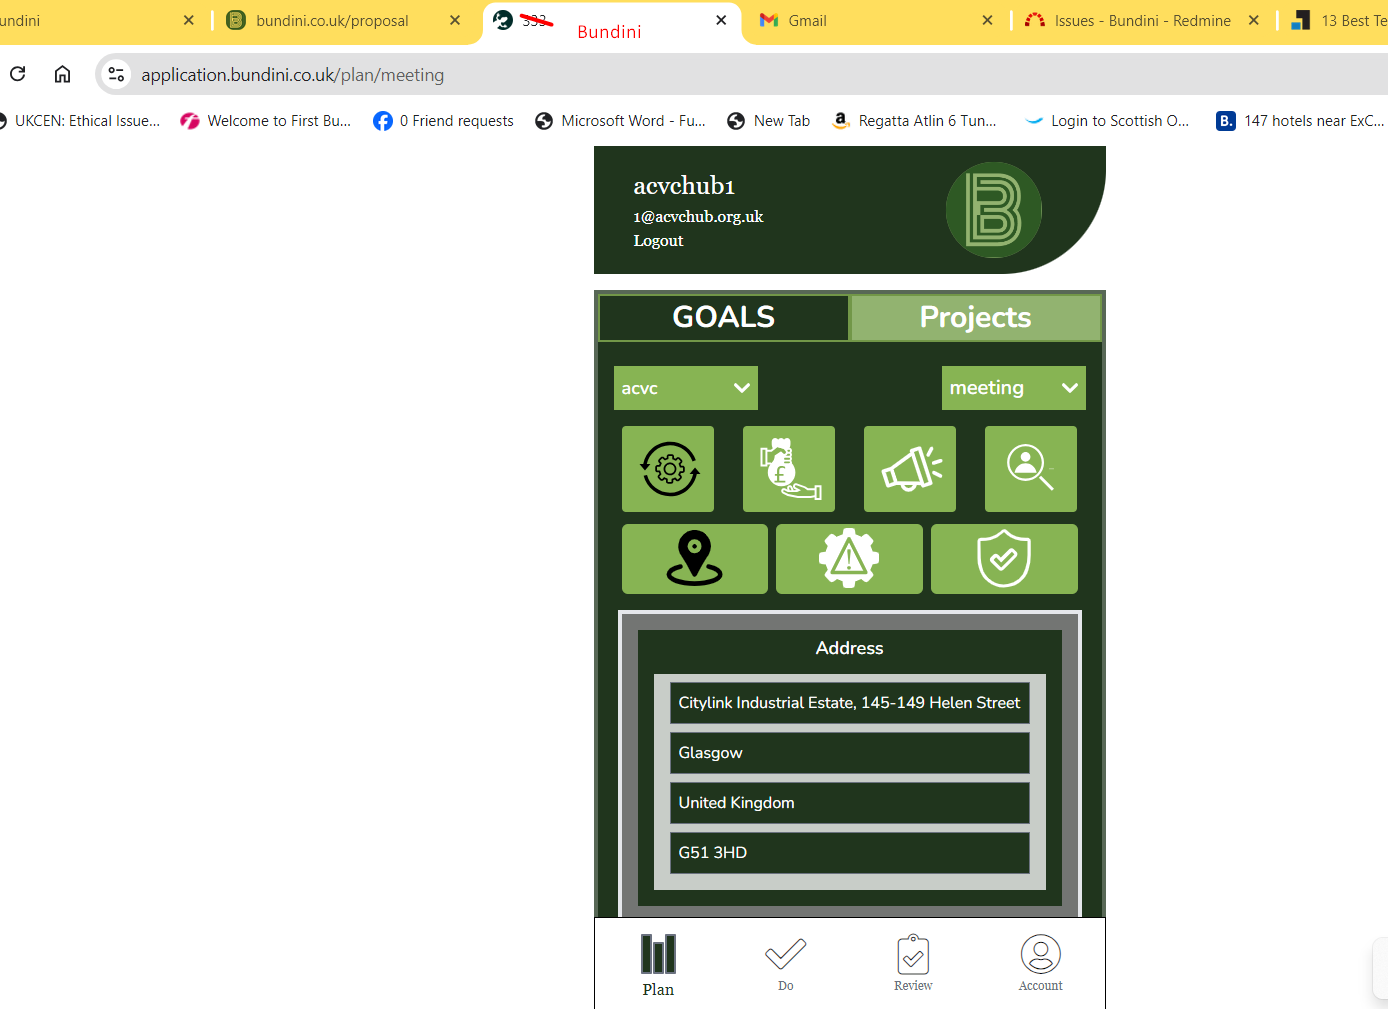 undini
bundini.co.uk/proposal
333
Bundini
Gmail
Issues - Bundini - Redmine
13 Best Te
application.bundini.co.uk/plan/meeting
UKCEN: Ethical Issue...
Welcome to First Bu...
0 Friend requests
Microsoft Word - Fu...
New Tab
Regatta Atlin 6 Tun...
Login to Scottish O...
B.
147 hotels near ExC...
acvchub1
1@acvchub.org.uk
Logout
B
GOALS
Projects
acvc
meeting
£
Address
Citylink Industrial Estate, 145-149 Helen Street
Glasgow
United Kingdom
G51 3HD
Plan
Do
Review
Account